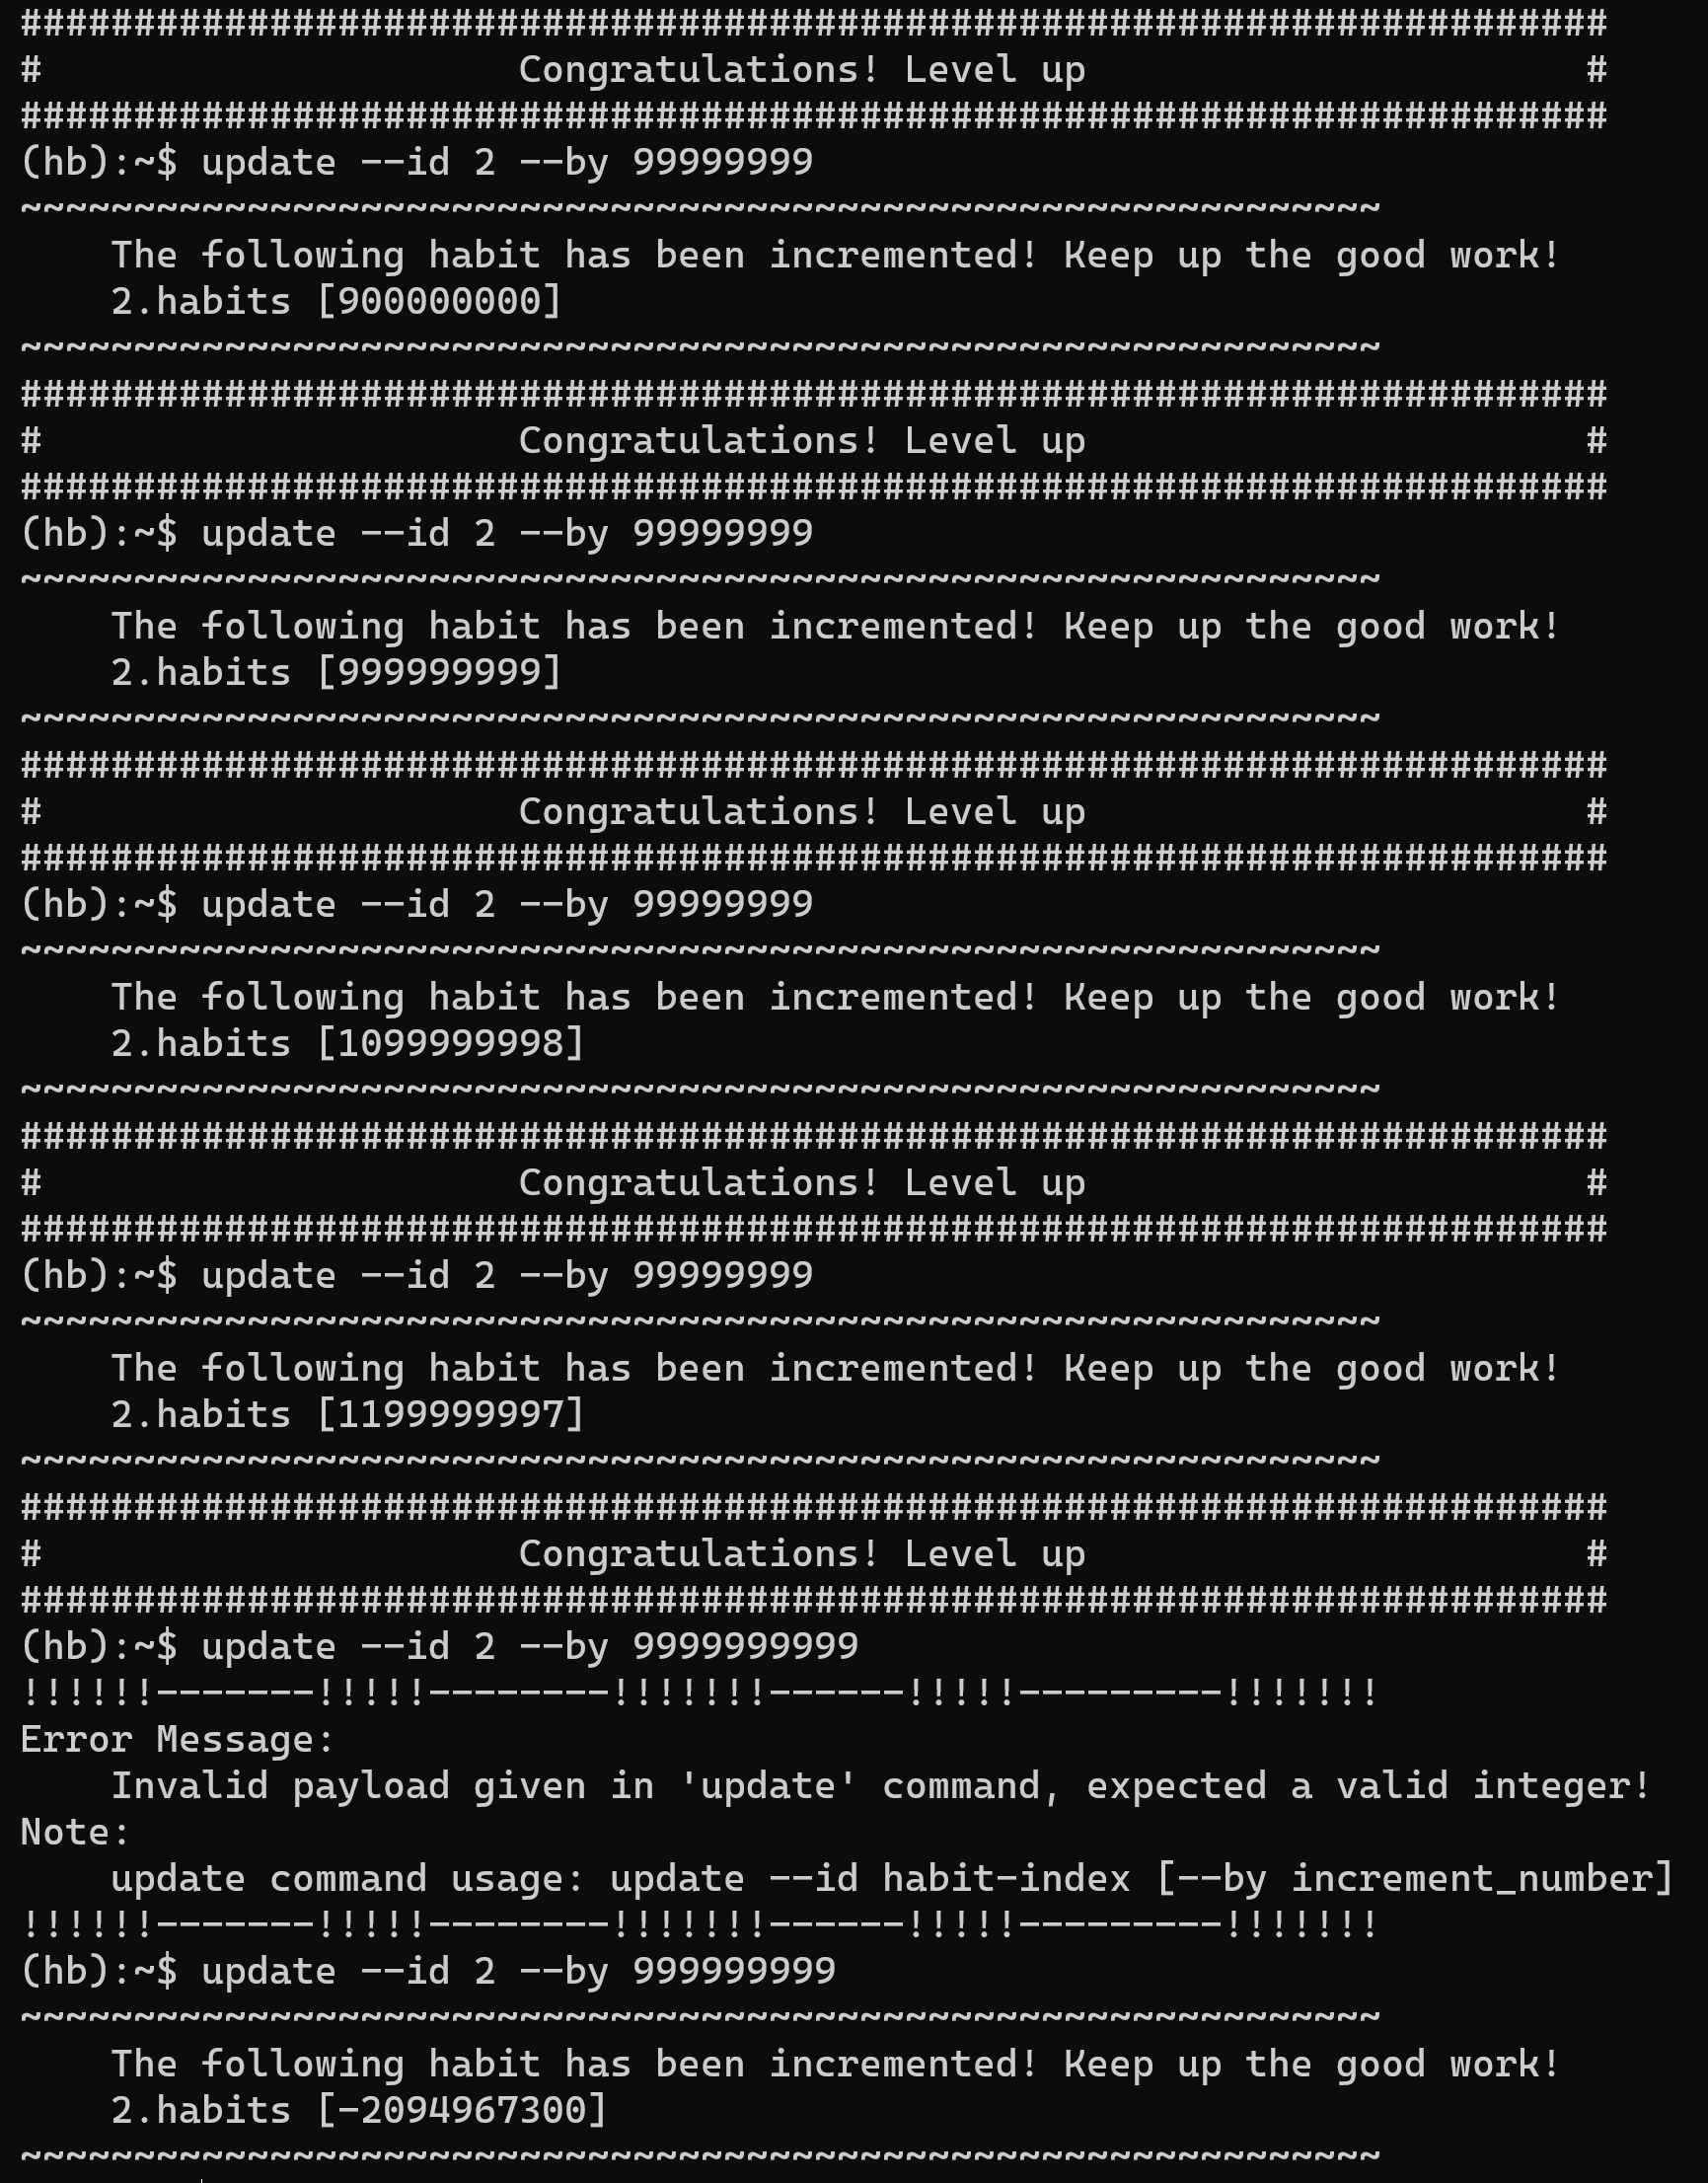 ######################################################################
#                     Congratulations! Level up                      #
######################################################################
(hb):~$ update --id 2 --by 99999999
~~~~~~~~~~~~~~~~~~~~~~~~~~~~~~~~~~~~~~~~~~~~~~~~~~~~~~~~~~~~
    The following habit has been incremented! Keep up the good work!
    2.habits [900000000]
~~~~~~~~~~~~~~~~~~~~~~~~~~~~~~~~~~~~~~~~~~~~~~~~~~~~~~~~~~~~
######################################################################
#                     Congratulations! Level up                      #
######################################################################
(hb):~$ update --id 2 --by 99999999
~~~~~~~~~~~~~~~~~~~~~~~~~~~~~~~~~~~~~~~~~~~~~~~~~~~~~~~~~~~~
    The following habit has been incremented! Keep up the good work!
    2.habits [999999999]
~~~~~~~~~~~~~~~~~~~~~~~~~~~~~~~~~~~~~~~~~~~~~~~~~~~~~~~~~~~~
######################################################################
#                     Congratulations! Level up                      #
######################################################################
(hb):~$ update --id 2 --by 99999999
~~~~~~~~~~~~~~~~~~~~~~~~~~~~~~~~~~~~~~~~~~~~~~~~~~~~~~~~~~~~
    The following habit has been incremented! Keep up the good work!
    2.habits [1099999998]
~~~~~~~~~~~~~~~~~~~~~~~~~~~~~~~~~~~~~~~~~~~~~~~~~~~~~~~~~~~~
######################################################################
#                     Congratulations! Level up                      #
######################################################################
(hb):~$ update --id 2 --by 99999999
~~~~~~~~~~~~~~~~~~~~~~~~~~~~~~~~~~~~~~~~~~~~~~~~~~~~~~~~~~~~
    The following habit has been incremented! Keep up the good work!
    2.habits [1199999997]
~~~~~~~~~~~~~~~~~~~~~~~~~~~~~~~~~~~~~~~~~~~~~~~~~~~~~~~~~~~~
######################################################################
#                     Congratulations! Level up                      #
######################################################################
(hb):~$ update --id 2 --by 9999999999
!!!!!!-------!!!!!--------!!!!!!!------!!!!!---------!!!!!!!
Error Message:
    Invalid payload given in 'update' command, expected a valid integer!
Note:
    update command usage: update --id habit-index [--by increment_number]
!!!!!!-------!!!!!--------!!!!!!!------!!!!!---------!!!!!!!
(hb):~$ update --id 2 --by 999999999
~~~~~~~~~~~~~~~~~~~~~~~~~~~~~~~~~~~~~~~~~~~~~~~~~~~~~~~~~~~~
    The following habit has been incremented! Keep up the good work!
    2.habits [-2094967300]
~~~~~~~~~~~~~~~~~~~~~~~~~~~~~~~~~~~~~~~~~~~~~~~~~~~~~~~~~~~~